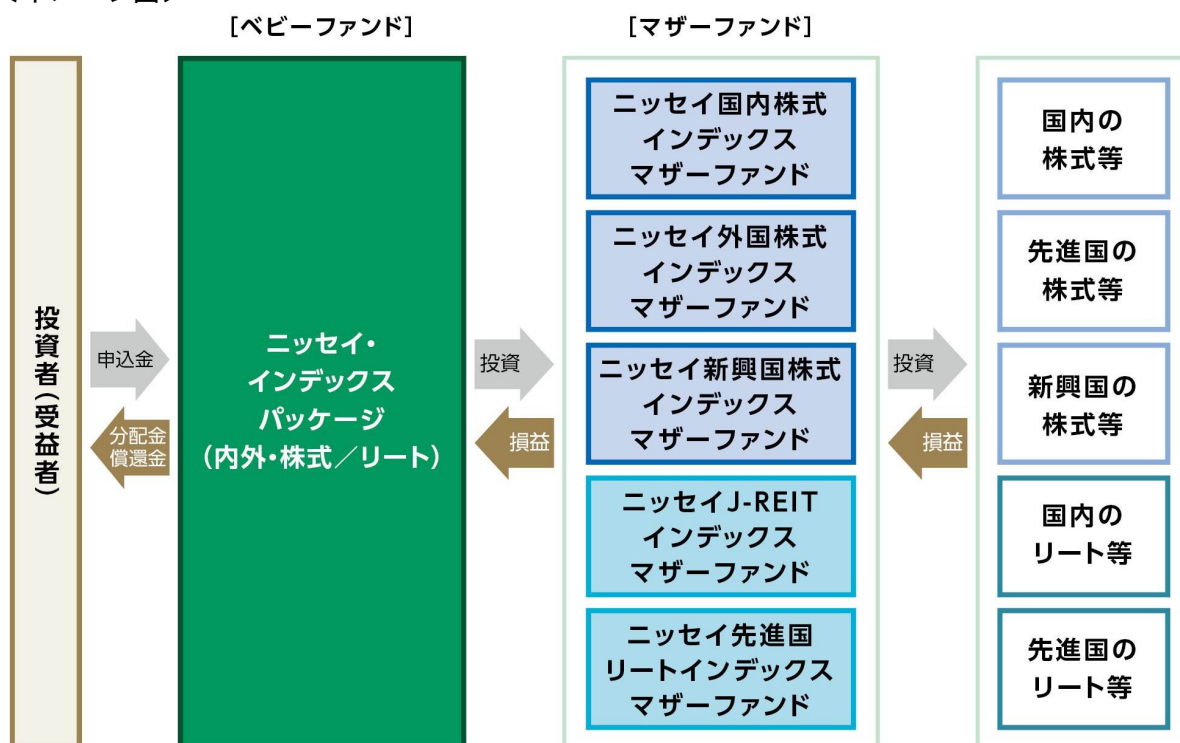 [ベビーファンド]
[マザーファンド]
投資者(受益者)
申込金
分配金
償還金
ニッセイ・
インデックス
パッケージ
(内外・株式／リート)
投資
損益
ニッセイ国内株式
インデックス
マザーファンド
ニッセイ外国株式
インデックス
マザーファンド
ニッセイ新興国株式
インデックス
マザーファンド
ニッセイJ-REIT
インデックス
マザーファンド
ニッセイ先進国
リートインデックス
マザーファンド
投資
損益
国内の
株式等
先進国の
株式等
新興国の
株式等
国内の
リート等
先進国の
リート等